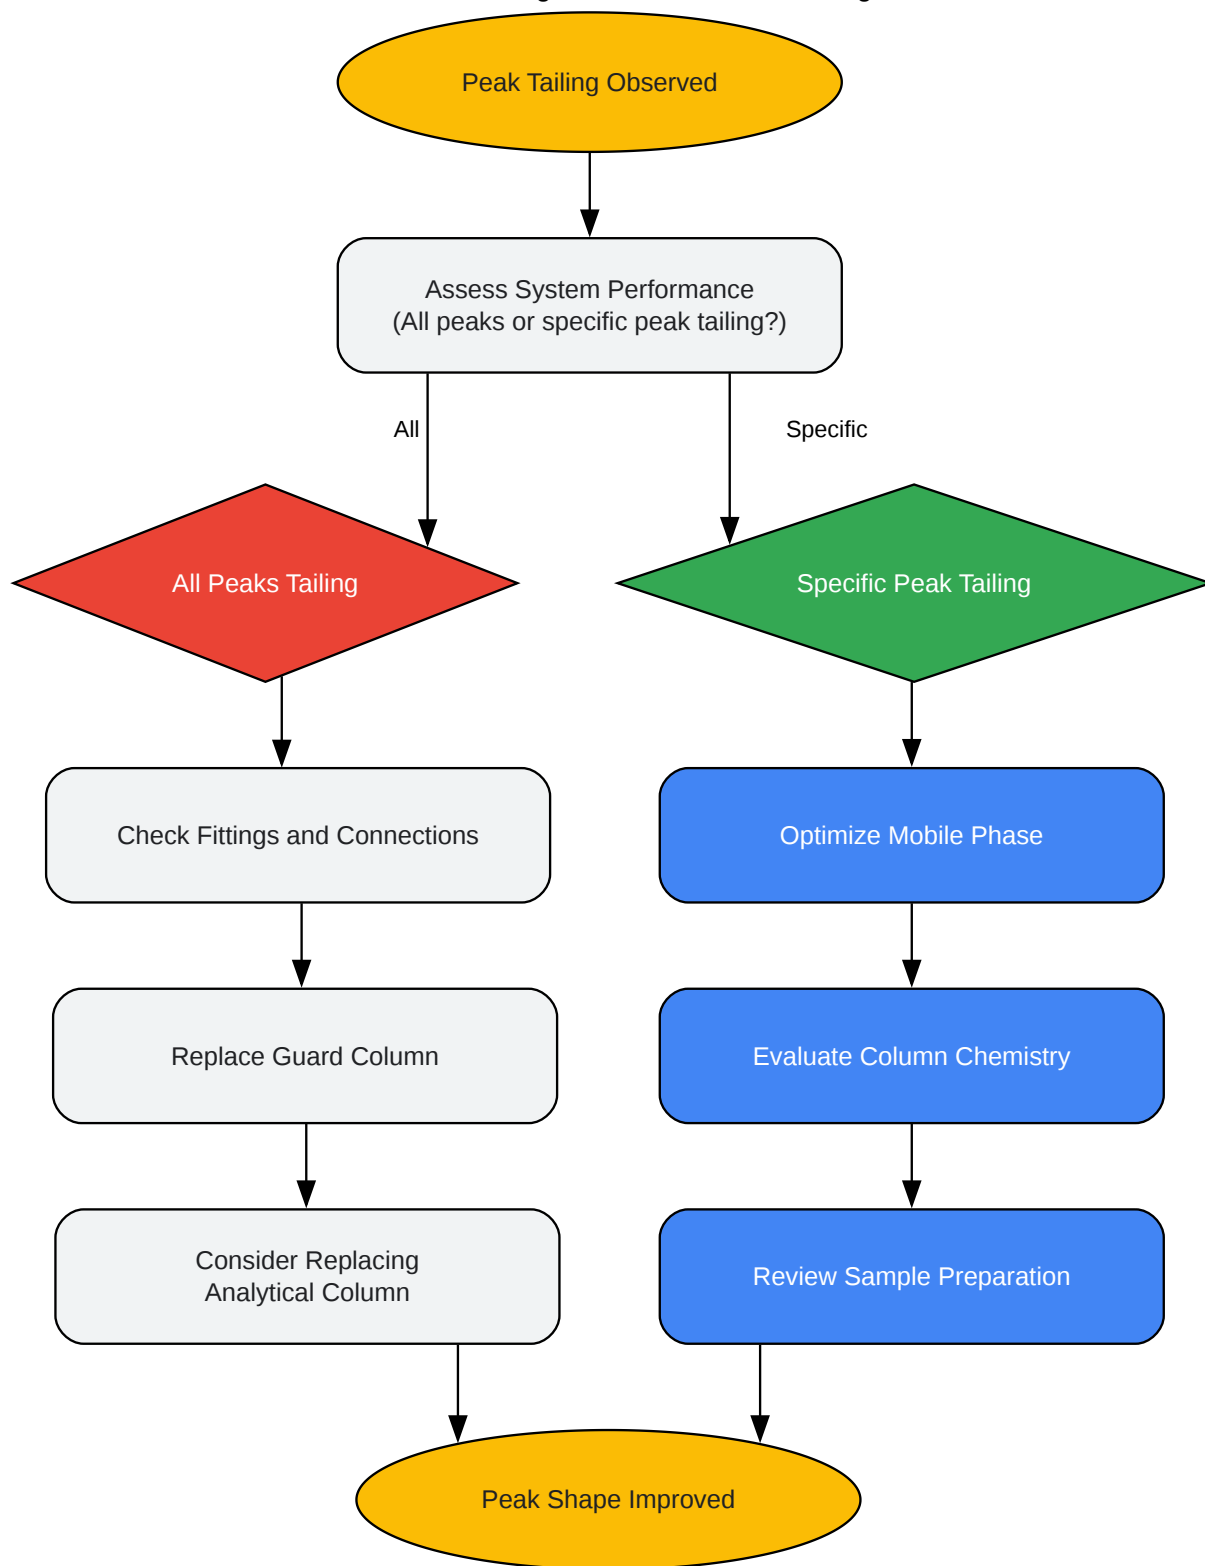 Peak Tailing Observed
Assess System Performance
(All peaks or specific peak tailing?)
All
Specific
All Peaks Tailing
Specific Peak Tailing
Check Fittings and Connections
Optimize Mobile Phase
Replace Guard Column
Evaluate Column Chemistry
Consider Replacing
Analytical Column
Review Sample Preparation
Peak Shape Improved